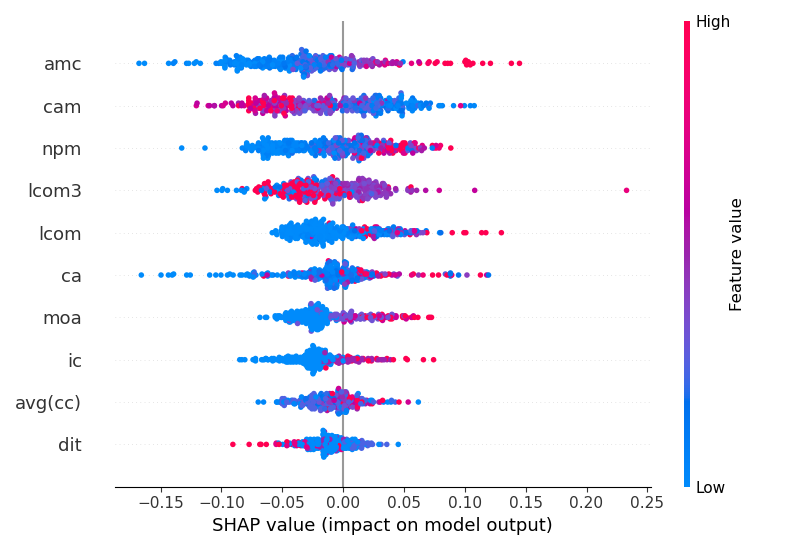 High
amc
cam
npm
lcom3
lcom
ca
moa
ic
avg(cc)
dit
Feature value
Low
−0.15 −0.10 −0.05 0.00 0.05 0.10 0.15 0.20 0.25
SHAP value (impact on model output)